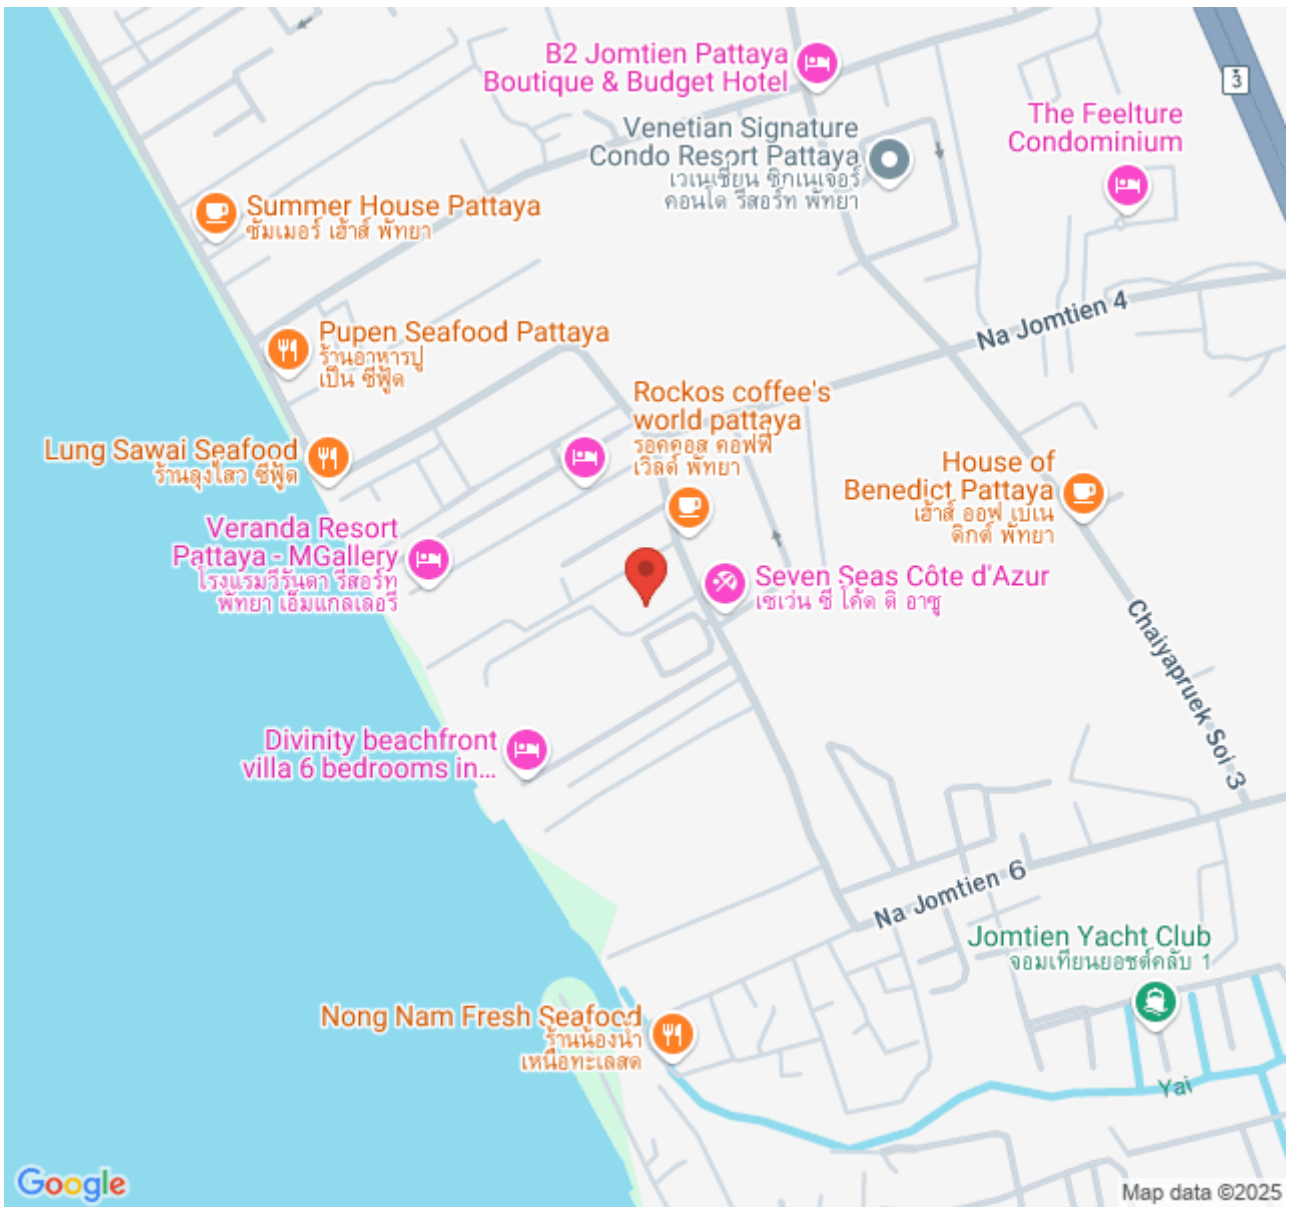 B2 Jomtien Pattaya
Boutique & Budget Hotel
3
The Feelture
Condominium
Venetian Signature
Condo Resort Pattaya
เวเนเชี่ยน ซิกเนเจอร์
คอนโด รีสอร์ท พัทยา
Summer House Pattaya
ซัมเมอร์ เฮ้าส์ พัทยา
Na Jomtien 4
Pupen Seafood Pattaya
ร้านอาหารปู
เป็น ซีฟู้ด
Rockos coffee's
world pattaya
รอคคอส คอฟฟี่
เวิลด์ พัทยา
Lung Sawai Seafood
ร้านลุงไสว ซีฟู้ด
House of
Benedict Pattaya
เฮ้าส์ ออฟ เบเน
ดิกต์ พัทยา
Veranda Resort
Pattaya - MGallery
โรงแรมวีรันดา รีสอร์ท
พัทยา เอ็มแกลเลอรี
Seven Seas Côte d'Azur
เซเว่น ซี โค้ด ดิ อาซู
Chaiyapruek Soi 3
Divinity beachfront
villa 6 bedrooms in...
Na Jomtien 6
Jomtien Yacht Club
จอมเทียนยอชต์คลับ 1
Nong Nam Fresh Seafood
ร้านน้องน้ำ
เหนือทะเลสด
Yai
Google
Map data ©2025